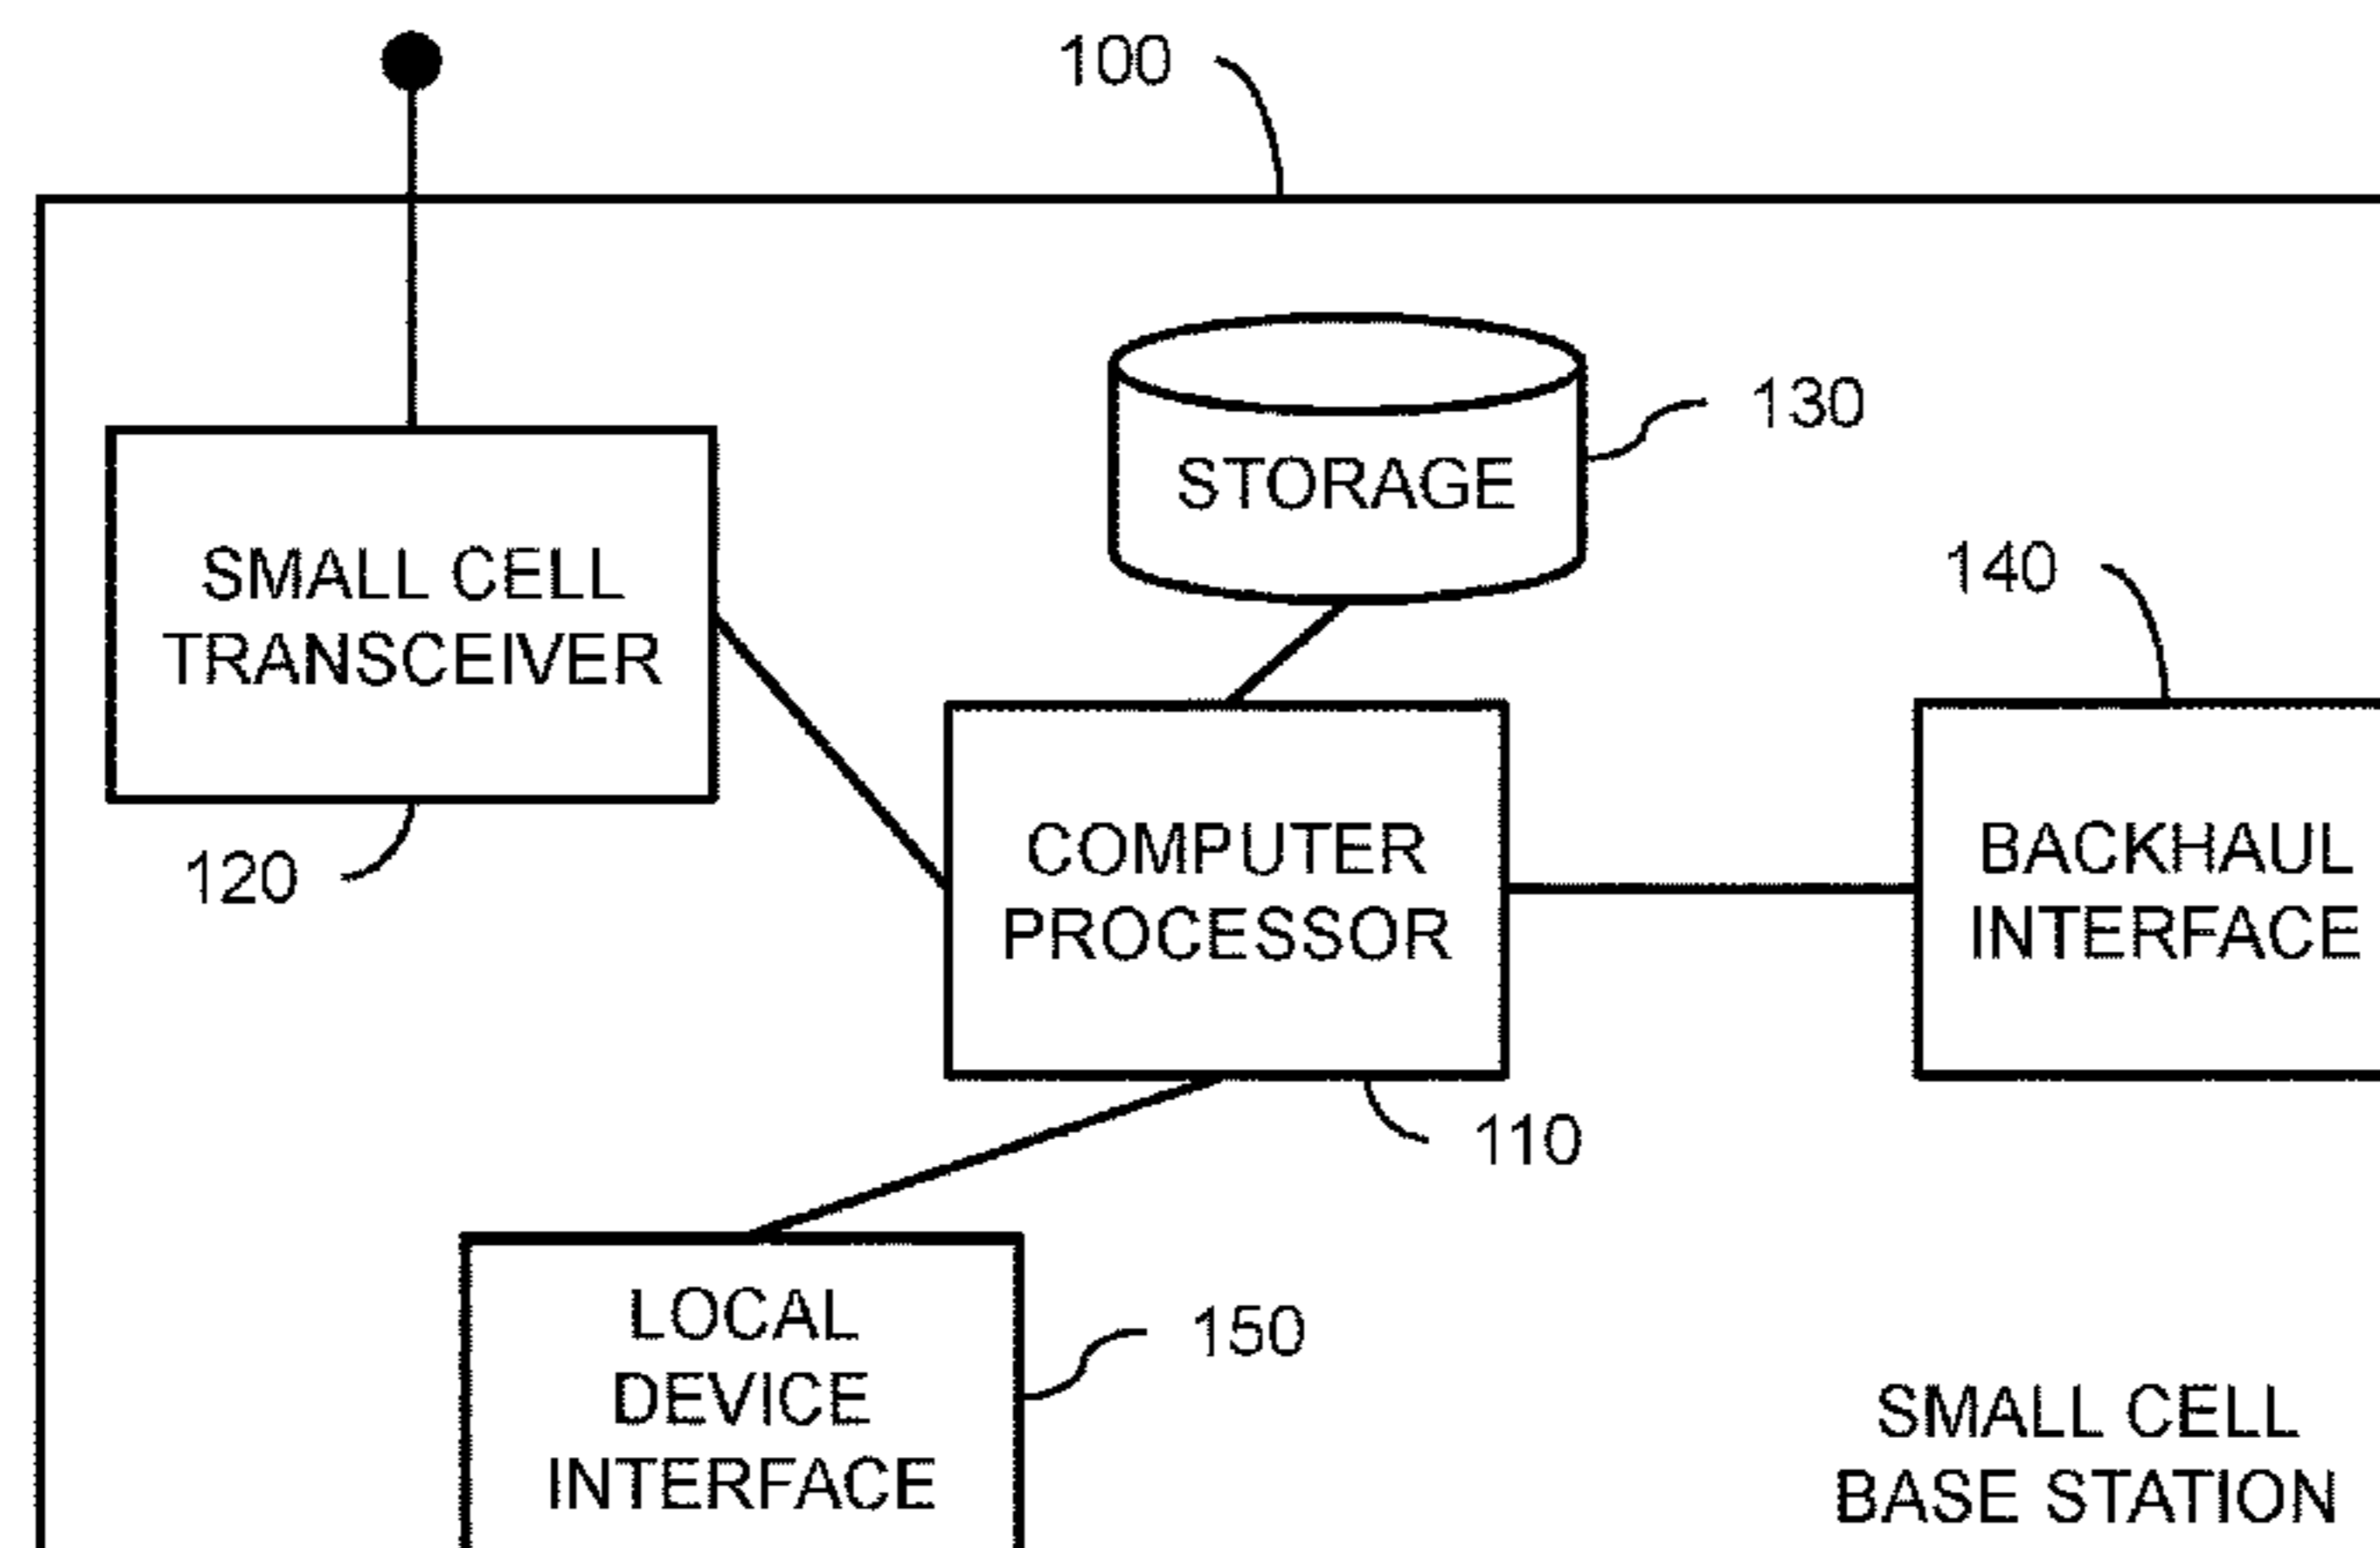 100
STORAGE
130
SMALL CELL
TRANSCEIVER
120
140
COMPUTER
PROCESSOR
110
BACKHAUL
INTERFACE
LOCAL
DEVICE
INTERFACE
150
SMALL CELL
BASE STATION